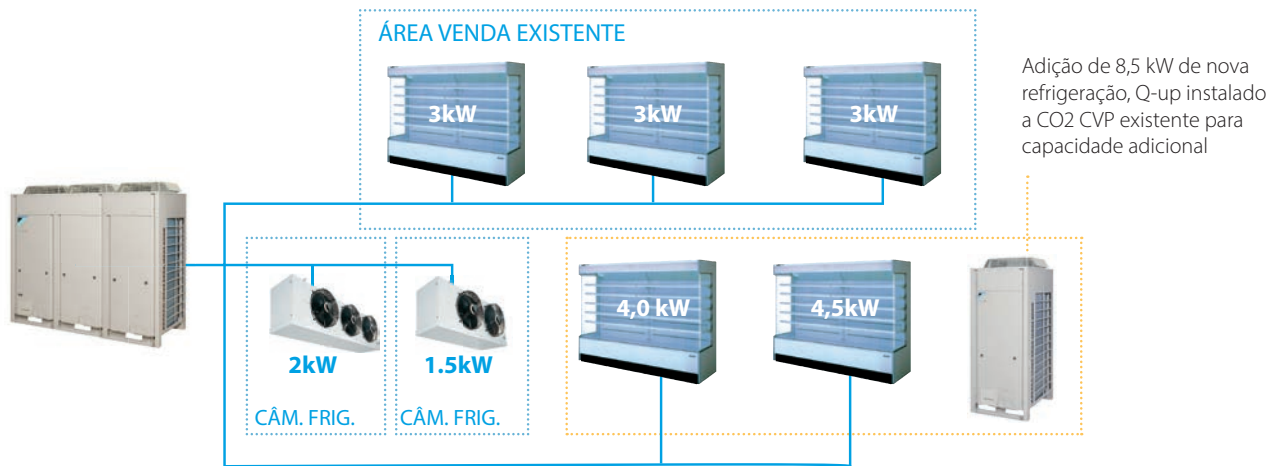 ÁREA VENDA EXISTENTE
3kW
3kW
3kW
Adição de 8,5 kW de nova
refrigeração, Q-up instalado
a CO2 CVP existente para
capacidade adicional
2kW
CÂM. FRIG.
1.5kW
CÂM. FRIG.
4,0 kW
4,5kW